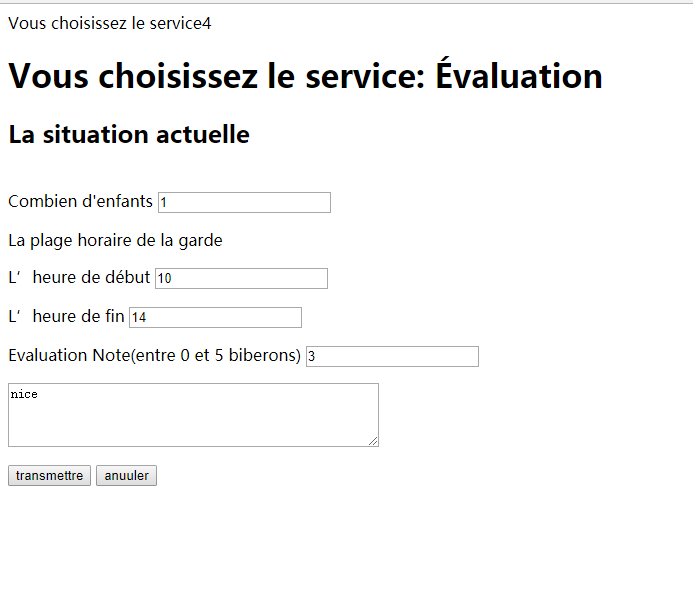 Vous choisissez le service4
Vous choisissez le service: Évaluation
La situation actuelle
Combien d'enfants 1
La plage horaire de la garde
L’ heure de début 10
L’ heure de fin 14
Evaluation Note(entre 0 et 5 biberons) 3
nice
transmettre anuuler